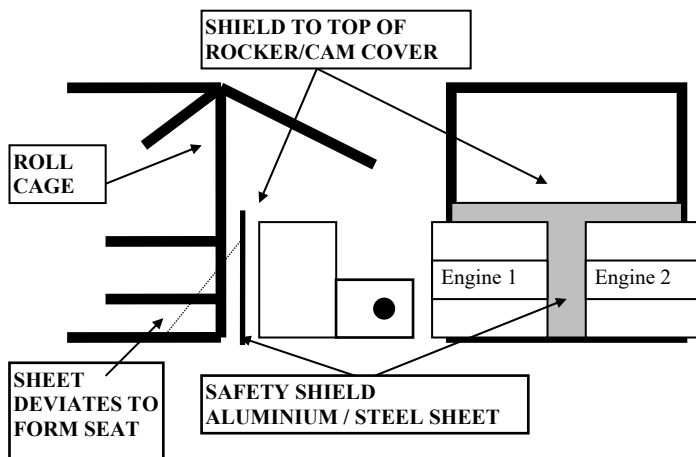 SHIELD TO TOP OF
ROCKER/CAM COVER
ROLL
CAGE
Engine 1
Engine 2
SHEET
DEVIATES TO
FORM SEAT
SAFETY SHIELD
ALUMINIUM / STEEL SHEET